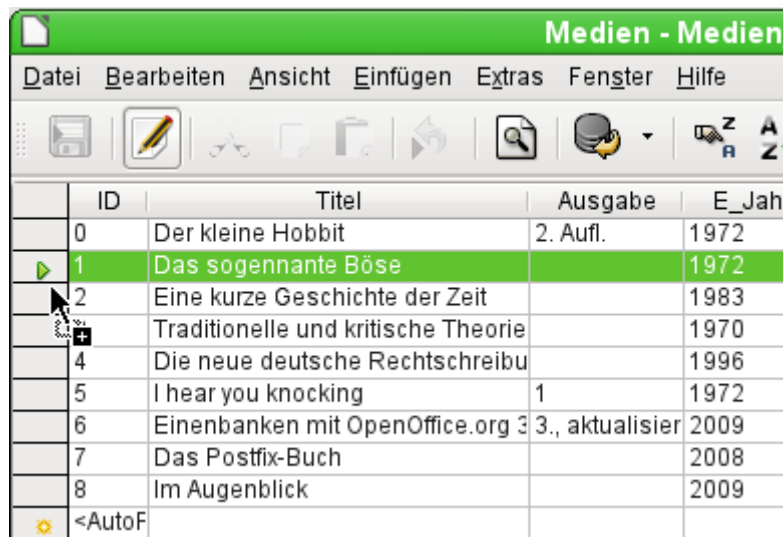 Medien - Medien
Datei Bearbeiten Ansicht Einfügen Extras Fenster Hilfe
Z A
A Z
ID Titel Ausgabe E_Jah
0 Der kleine Hobbit 2. Aufl. 1972
1 Das sogennante Böse 1972
2 Eine kurze Geschichte der Zeit 1983
Traditionelle und kritische Theorie 1970
4 Die neue deutsche Rechtschreibu 1996
5 I hear you knocking 1 1972
6 Einenbanken mit OpenOffice.org 3 3., aktualisier 2009
7 Das Postfix-Buch 2008
8 Im Augenblick 2009
<AutoF